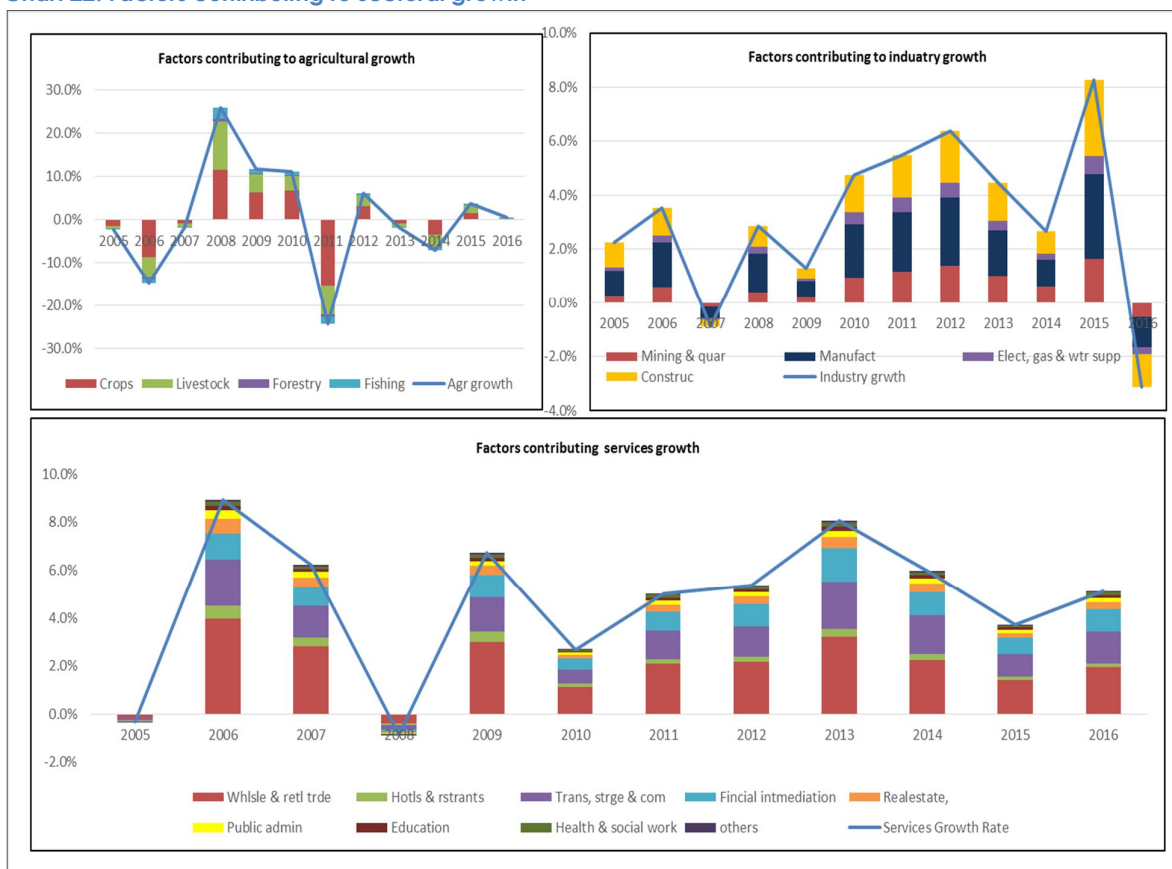 Factors contributing to agricultural growth
30.0%
20.0%
10.0%
0.0%
-10.0%
-20.0%
-30.0%
2005 2006 2007 2008 2009 2010 2011 2012 2013 2014 2015 2016
Crops Livestock Forestry Fishing Agr growth
Factors contributing to industry growth
10.0%
8.0%
6.0%
4.0%
2.0%
0.0%
-2.0%
-4.0%
2005 2006 2007 2008 2009 2010 2011 2012 2013 2014 2015 2016
Mining & quar Manufact Elect, gas & wtr supp
Construc Industry grwth
Factors contributing services growth
10.0%
8.0%
6.0%
4.0%
2.0%
0.0%
-2.0%
2005 2006 2007 2008 2009 2010 2011 2012 2013 2014 2015 2016
Whlsle & retl trde Hotls & rstrants Trans, strge & com Fincial intmediation Realestate,
Public admin Education Health & social work others Services Growth Rate